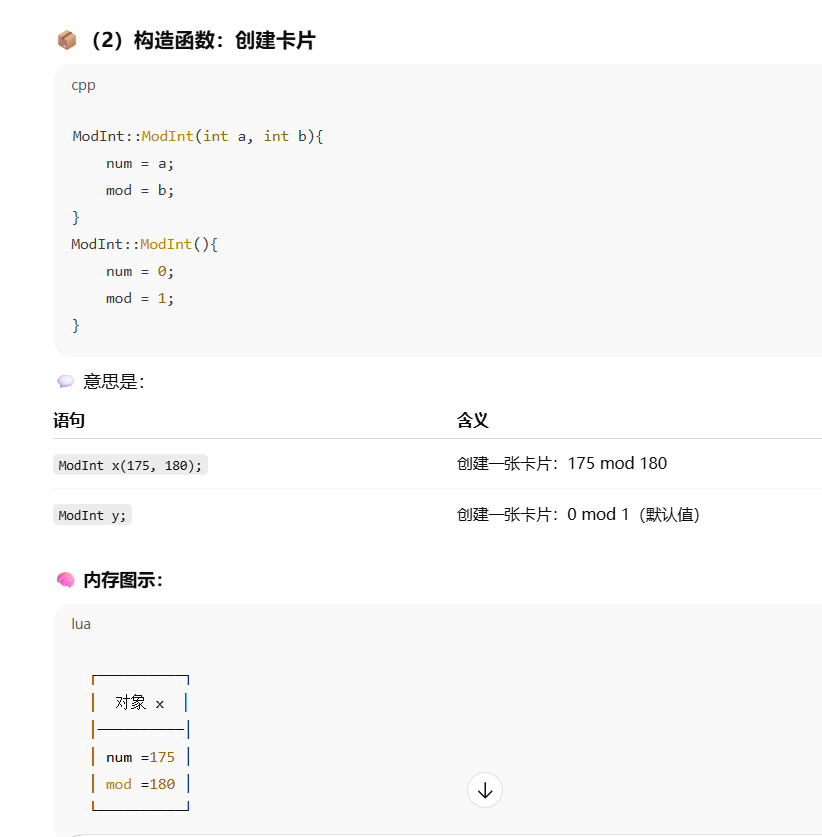 📦 （2）构造函数：创建卡片
cpp
ModInt::ModInt(int a, int b){
    num = a;
    mod = b;
}
ModInt::ModInt(){
    num = 0;
    mod = 1;
}
💬 意思是：
语句 含义
ModInt x(175, 180); 创建一张卡片：175 mod 180
ModInt y; 创建一张卡片：0 mod 1（默认值）
🧠 内存图示：
lua
对象 x
num =175
mod =180